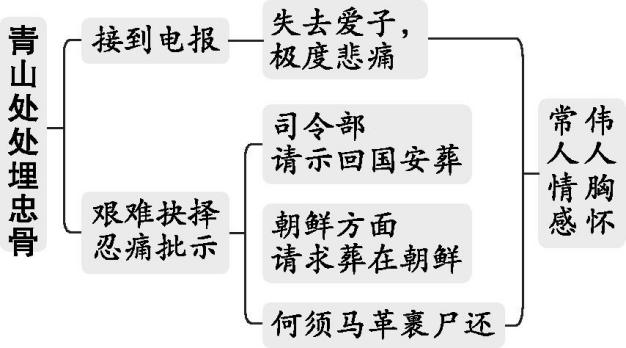 青山处处埋忠骨
接到电报
失去爱子，
极度悲痛
艰难抉择
忍痛批示
司令部
请示回国安葬
朝鲜方面
请求葬在朝鲜
何须马革裹尸还
常人情感
伟人胸怀